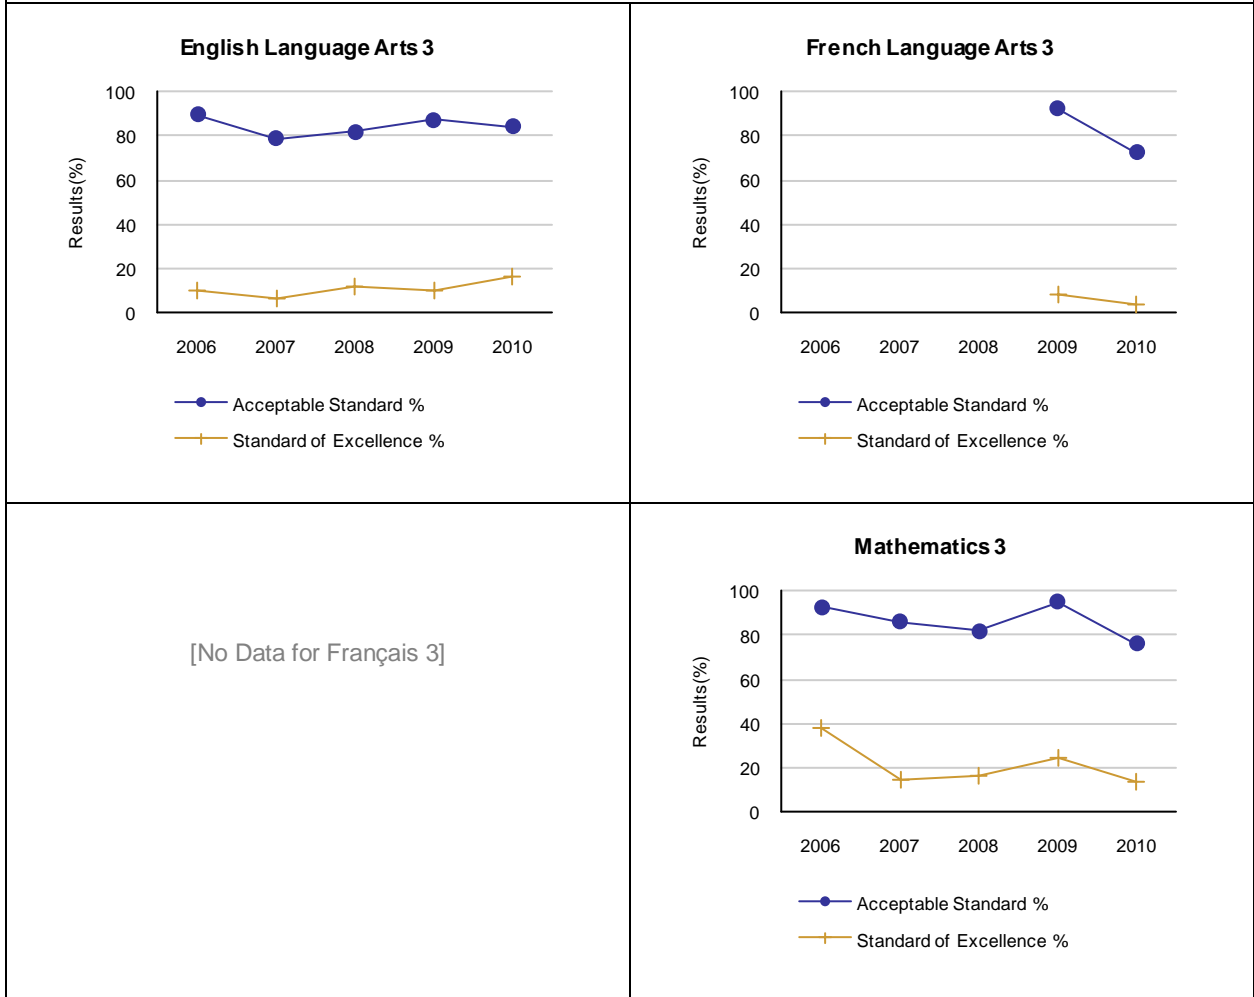 English Language Arts 3
100
80
60
40
20
0
Results(%)
2006 2007 2008 2009 2010
Acceptable Standard %
Standard of Excellence %
French Language Arts 3
100
80
60
40
20
0
Results(%)
2006 2007 2008 2009 2010
Acceptable Standard %
Standard of Excellence %
[No Data for Français 3]
Mathematics 3
100
80
60
40
20
0
Results(%)
2006 2007 2008 2009 2010
Acceptable Standard %
Standard of Excellence %